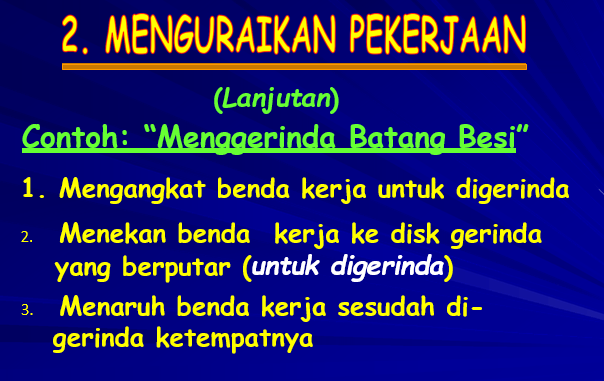 2. MENGURAIKAN PEKERJAAN
(Lanjutan)
Contoh: “Menggerinda Batang Besi”
1. Mengangkat benda kerja untuk digerinda
2. Menekan benda kerja ke disk gerinda
yang berputar (untuk digerinda)
3. Menaruh benda kerja sesudah di-
gerinda ketempatnya